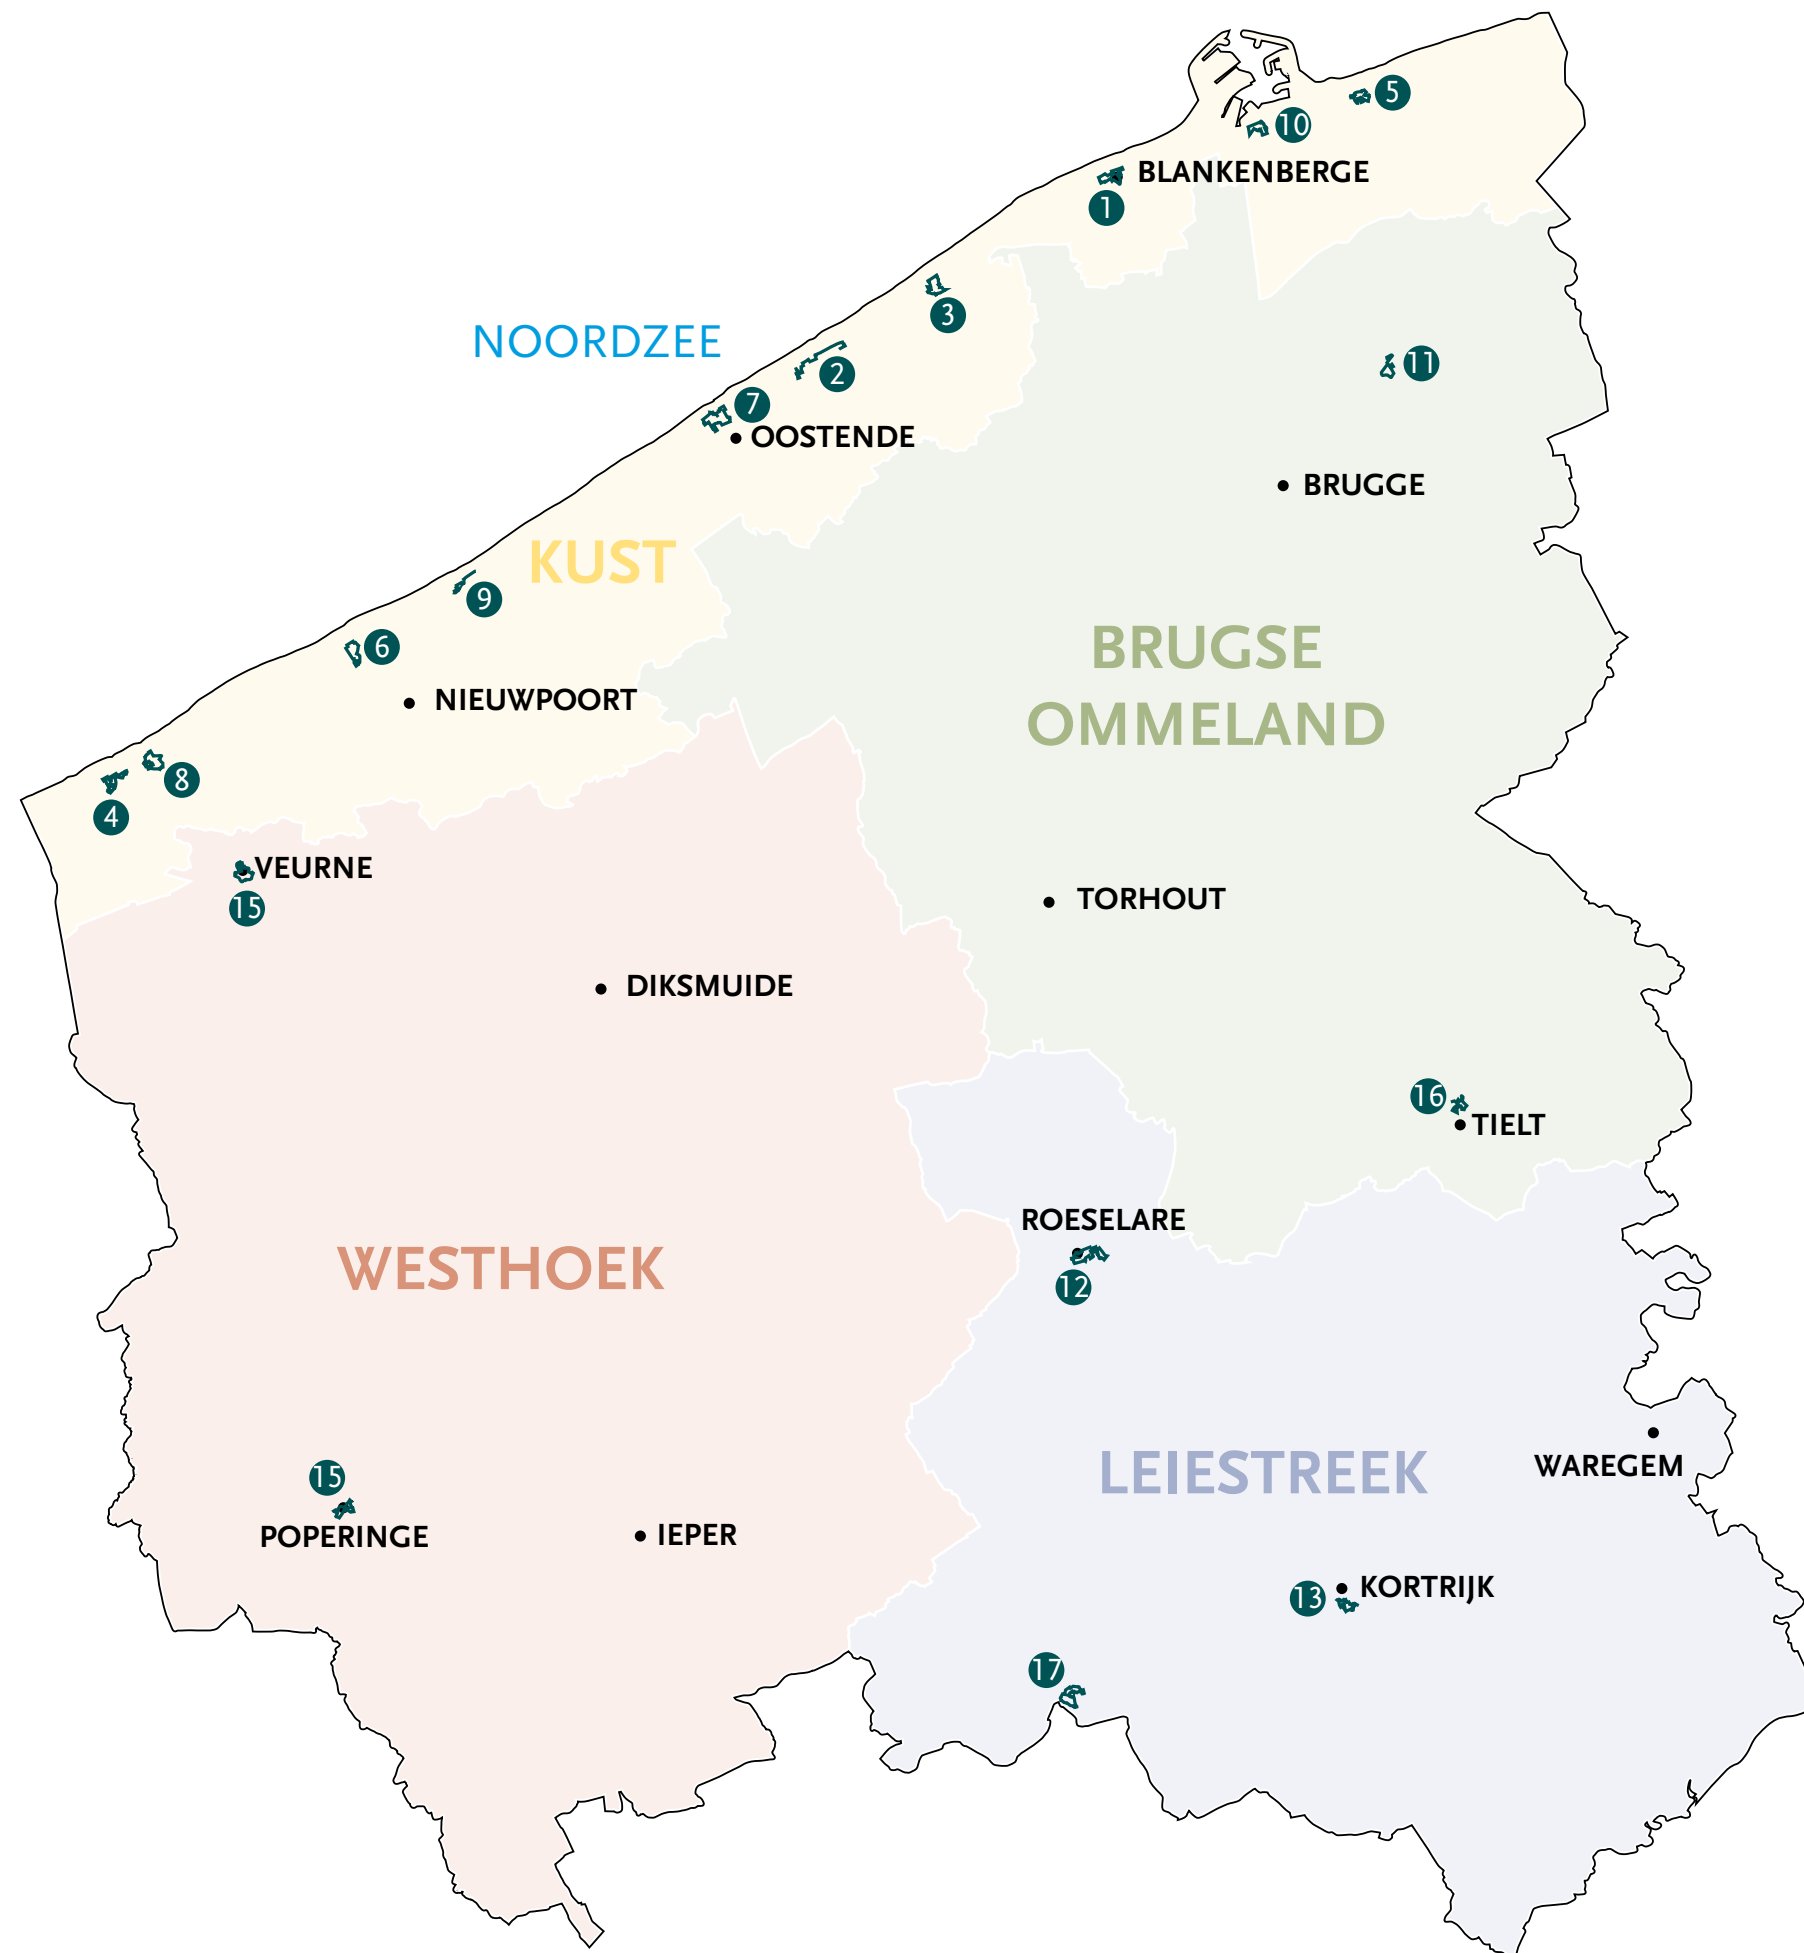 5
10
BLANKENBERGE
1
3
NOORDZEE
2
11
7
OOSTENDE
BRUGGE
KUST
9
6
BRUGSE
OMMELAND
NIEUWPOORT
8
4
VEURNE
15
TORHOUT
DIKSMUIDE
16
TIELT
ROESELARE
12
WESTHOEK
LEIESTREEK
WAREGEM
15
POPERINGE
IEPER
13
KORTRIJK
17